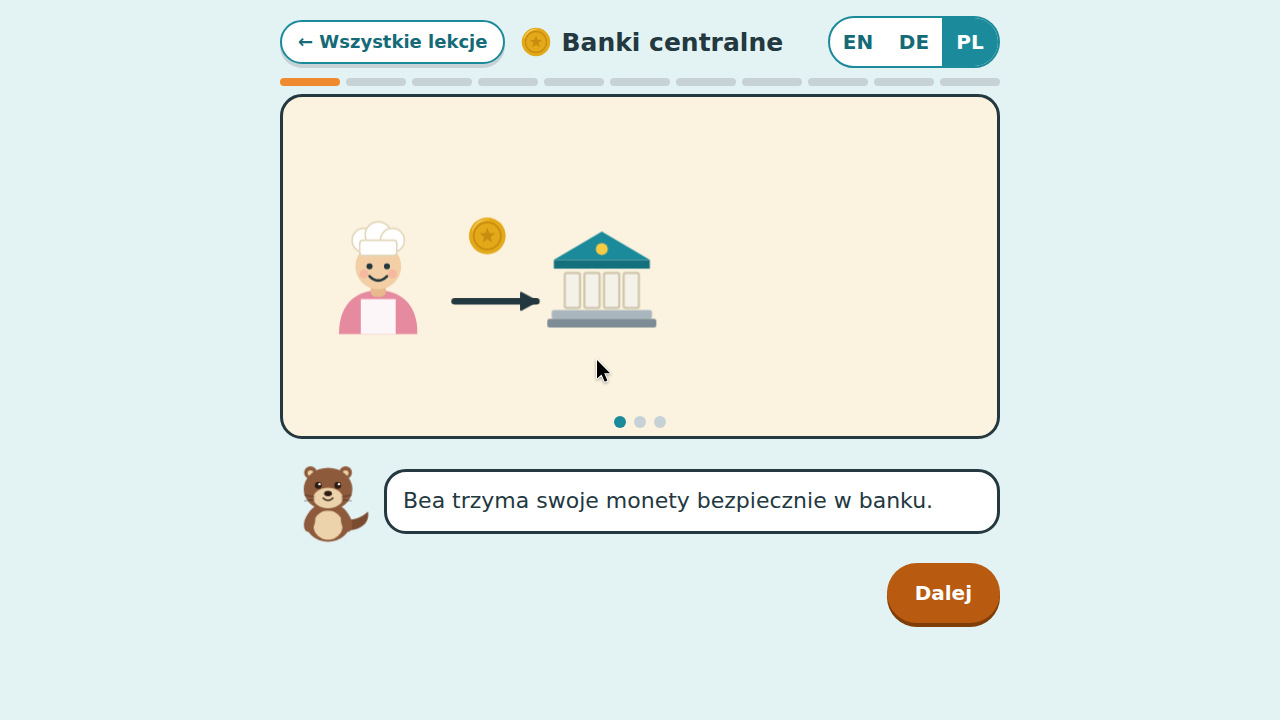 ← Wszystkie lekcje
Banki centralne
EN DE PL
Bea trzyma swoje monety bezpiecznie w banku.
Dalej